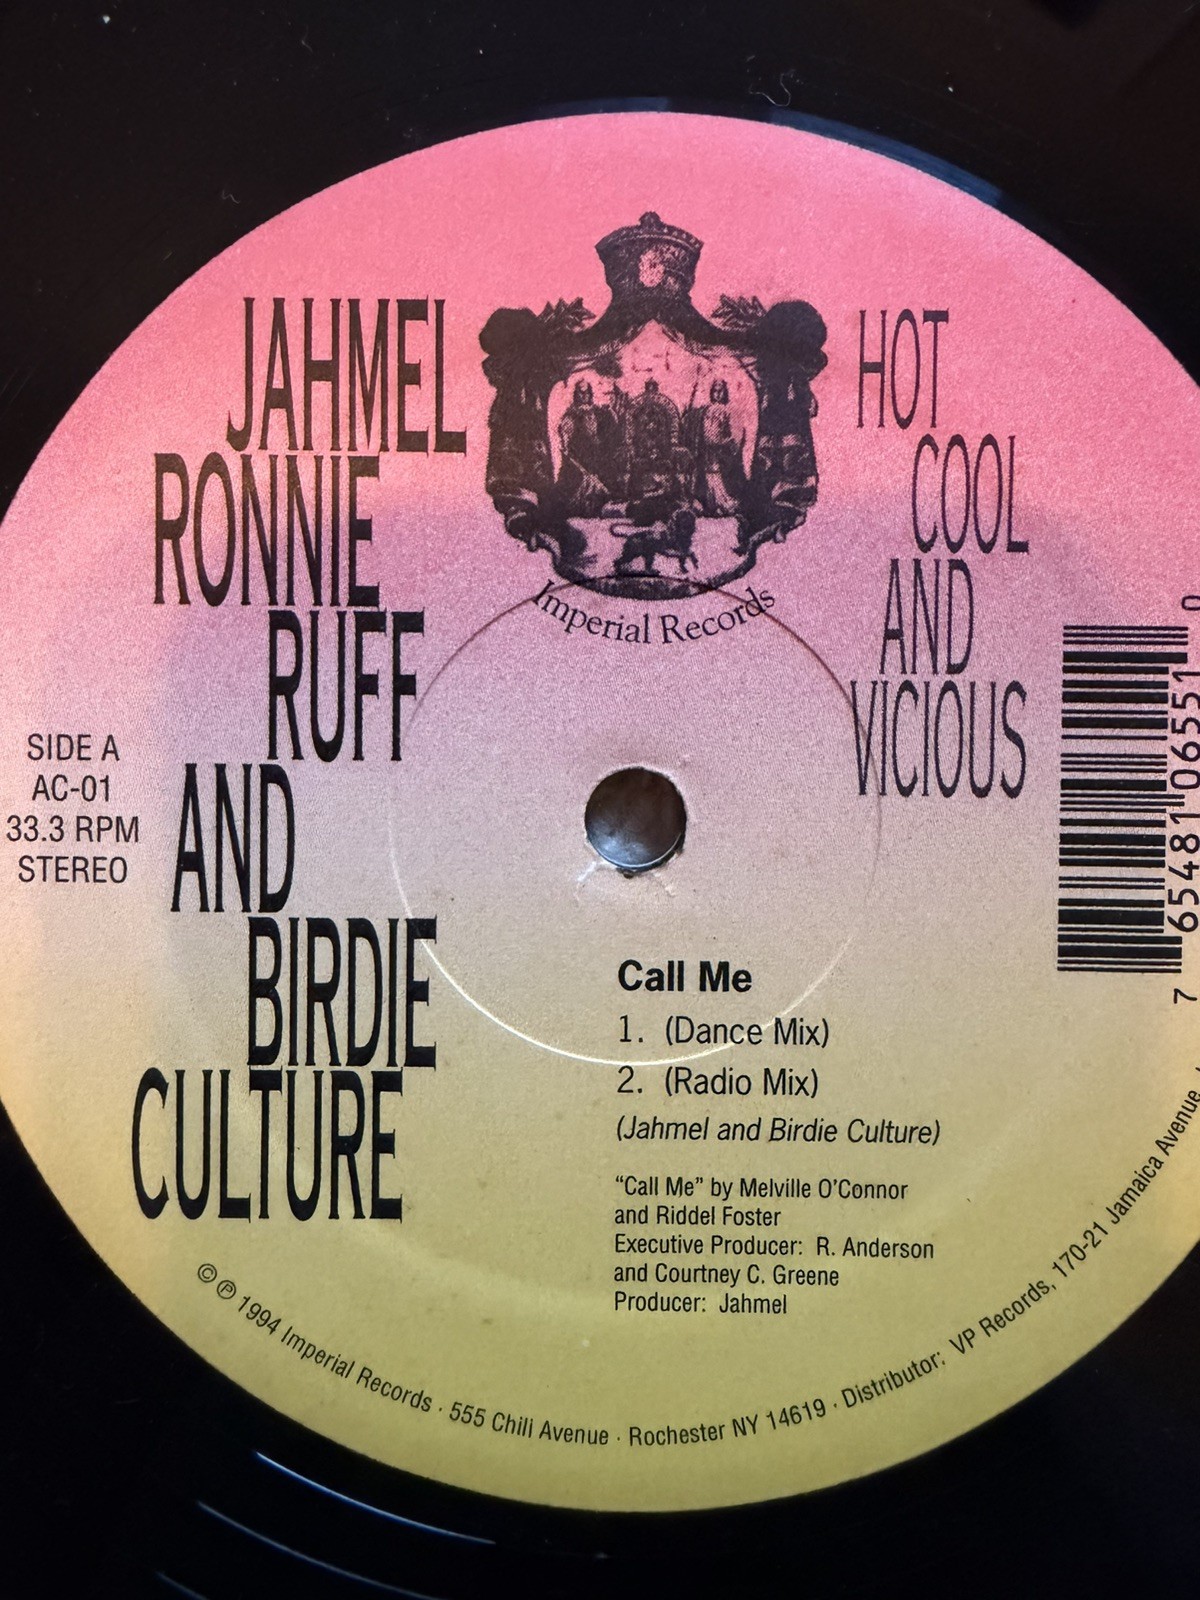 JAHMEL
RONNIE
RUFF
AND
BIRDIE
CULTURE
Imperial Records
HOT
COOL
AND
VICIOUS
SIDE A
AC-01
33.3 RPM
STEREO
7 65481 06551 0
Call Me
1. (Dance Mix)
2. (Radio Mix)
(Jahmel and Birdie Culture)
"Call Me" by Melville O'Connor
and Riddel Foster
Executive Producer: R. Anderson
and Courtney C. Greene
Producer: Jahmel
©℗ 1994 Imperial Records · 555 Chili Avenue · Rochester NY 14619 · Distributor: VP Records, 170-21 Jamaica Avenue,